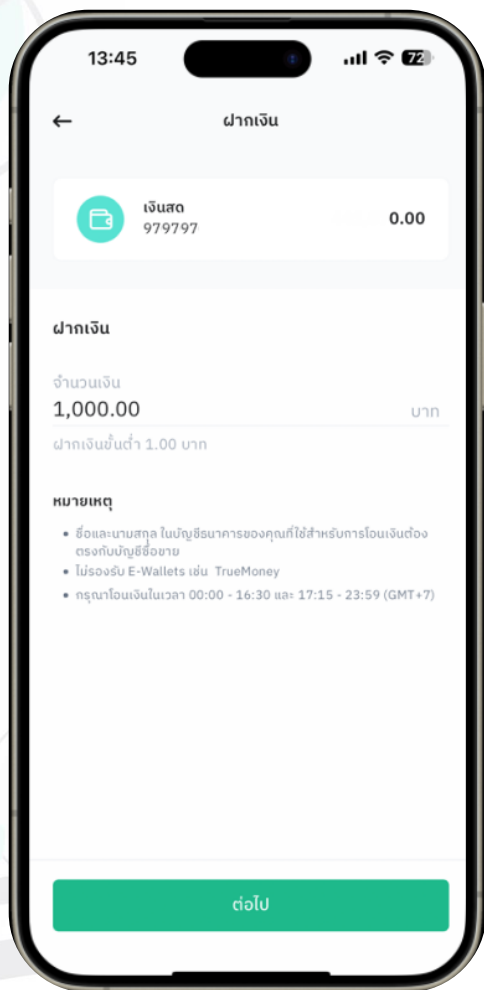 13:45
72
ฝากเงิน
เงินสด
979797
0.00
ฝากเงิน
จำนวนเงิน
1,000.00
บาท
ฝากเงินขั้นต่ำ 1.00 บาท
หมายเหตุ
• ชื่อและนามสกุล ในบัญชีธนาคารของคุณที่ใช้สำหรับการโอนเงินต้อง
ตรงกับบัญชีซื้อขาย
• ไม่รองรับ E-Wallets เช่น TrueMoney
• กรุณาโอนเงินในเวลา 00:00 - 16:30 และ 17:15 - 23:59 (GMT+7)
ต่อไป